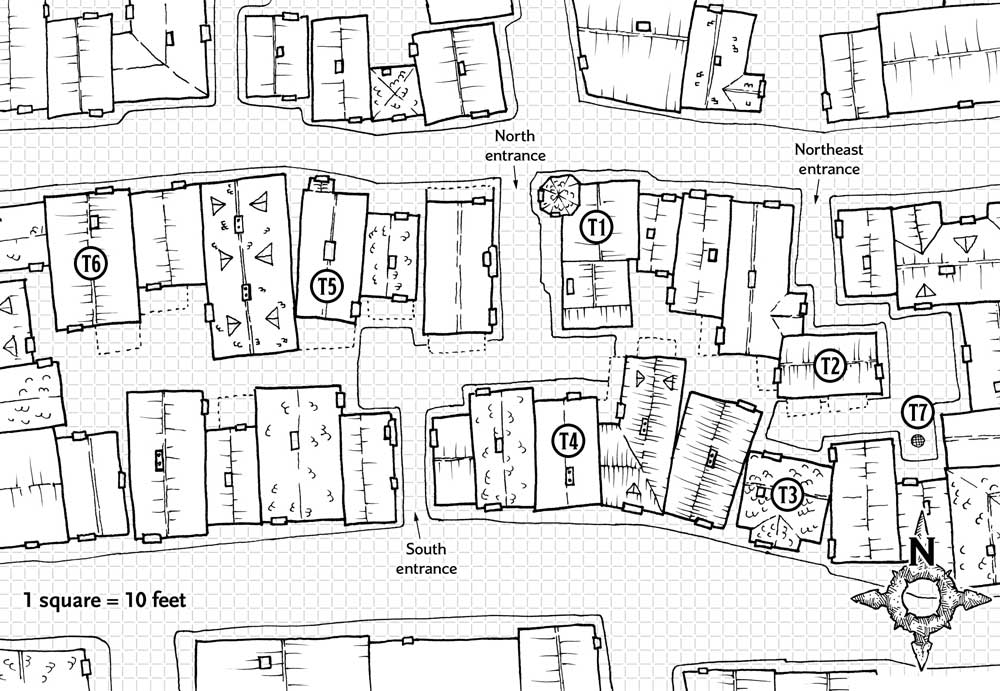 North
entrance
Northeast
entrance
T1
T6
T5
T2
T7
T4
T3
South
entrance
N
1 square = 10 feet